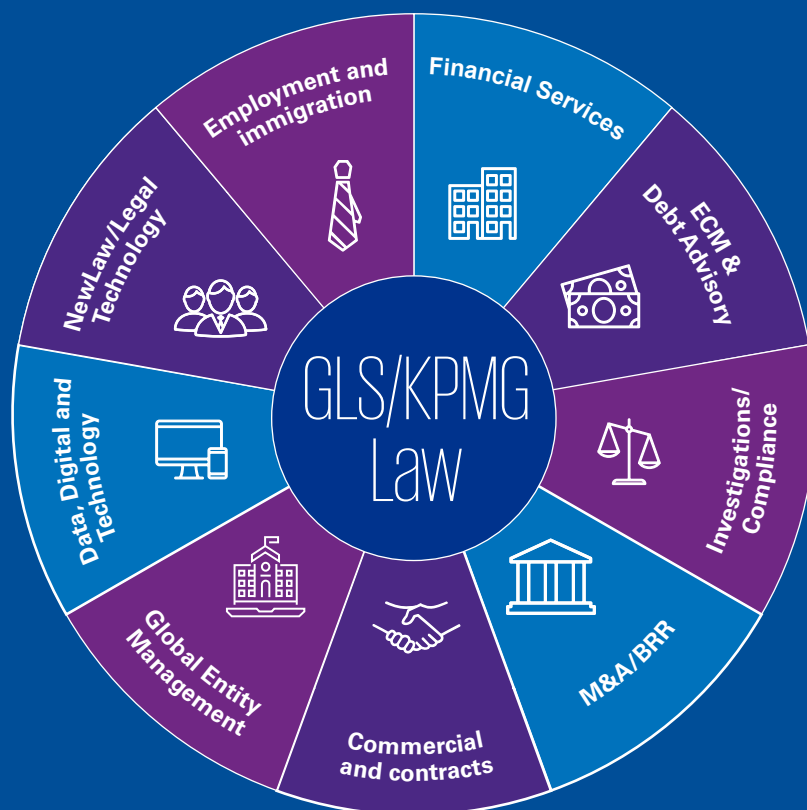 GLS/KPMG
Law
Financial Services
ECM &
Debt Advisory
Investigations/
Compliance
M&A/BRR
Commercial
and contracts
Global Entity
Management
Data, Digital and
Technology
NewLaw/Legal
Technology
Employment and
immigration